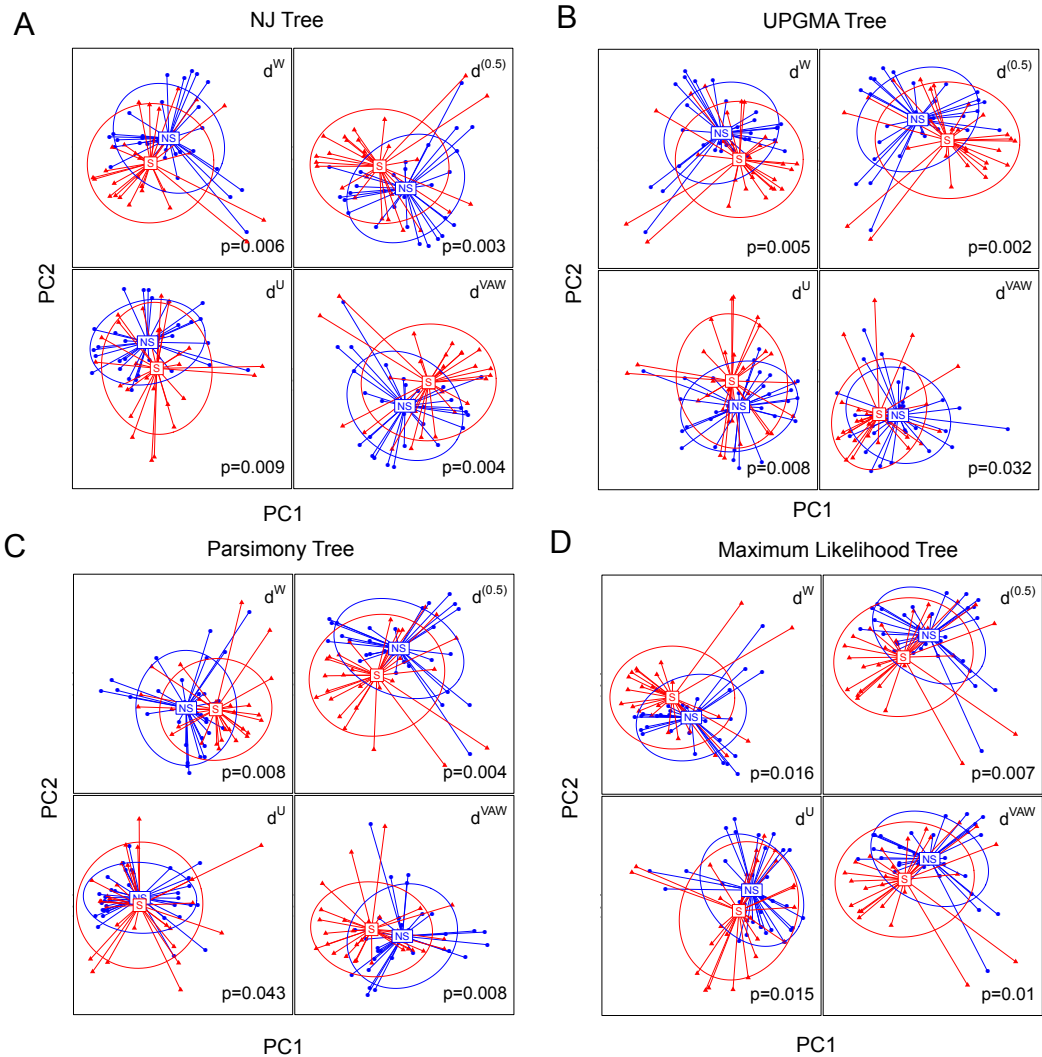 A
NJ Tree
d^W
NS
S
p=0.006
d^(0.5)
S
NS
p=0.003
d^U
NS
S
p=0.009
d^VAW
S
NS
p=0.004
PC2
PC1
B
UPGMA Tree
d^W
NS
S
p=0.005
d^(0.5)
NS
S
p=0.002
d^U
S
NS
p=0.008
d^VAW
S
NS
p=0.032
PC2
PC1
C
Parsimony Tree
d^W
NS
S
p=0.008
d^(0.5)
NS
S
p=0.004
d^U
NS
S
p=0.043
d^VAW
S
NS
p=0.008
PC2
PC1
D
Maximum Likelihood Tree
d^W
S
NS
p=0.016
d^(0.5)
NS
S
p=0.007
d^U
NS
S
p=0.015
d^VAW
NS
S
p=0.01
PC2
PC1